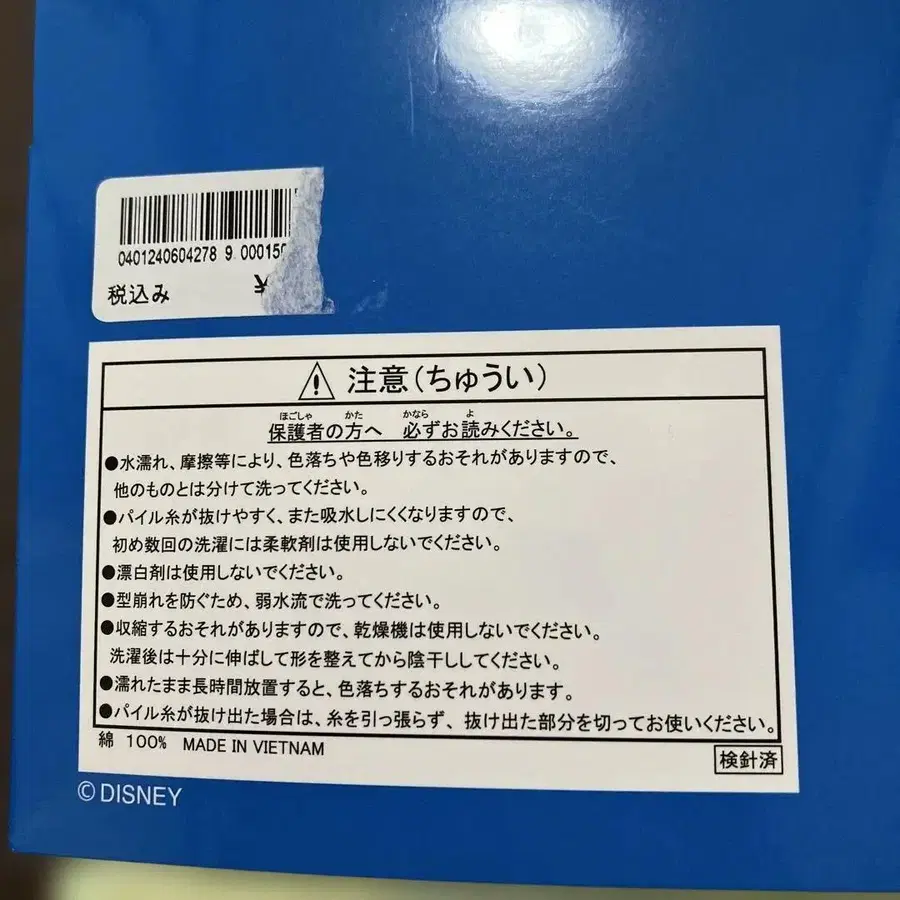 0401240604278 9 000150
税込み ¥
注意(ちゅうい)
ほごしゃ かた かなら よ
保護者の方へ 必ずお読みください。
●水濡れ、摩擦等により、色落ちや色移りするおそれがありますので、
他のものとは分けて洗ってください。
●パイル糸が抜けやすく、また吸水しにくくなりますので、
初め数回の洗濯には柔軟剤は使用しないでください。
●漂白剤は使用しないでください。
●型崩れを防ぐため、弱水流で洗ってください。
●収縮するおそれがありますので、乾燥機は使用しないでください。
洗濯後は十分に伸ばして形を整えてから陰干ししてください。
●濡れたまま長時間放置すると、色落ちするおそれがあります。
●パイル糸が抜け出た場合は、糸を引っ張らず、抜け出た部分を切ってお使いください。
綿 100% MADE IN VIETNAM
検針済
©DISNEY